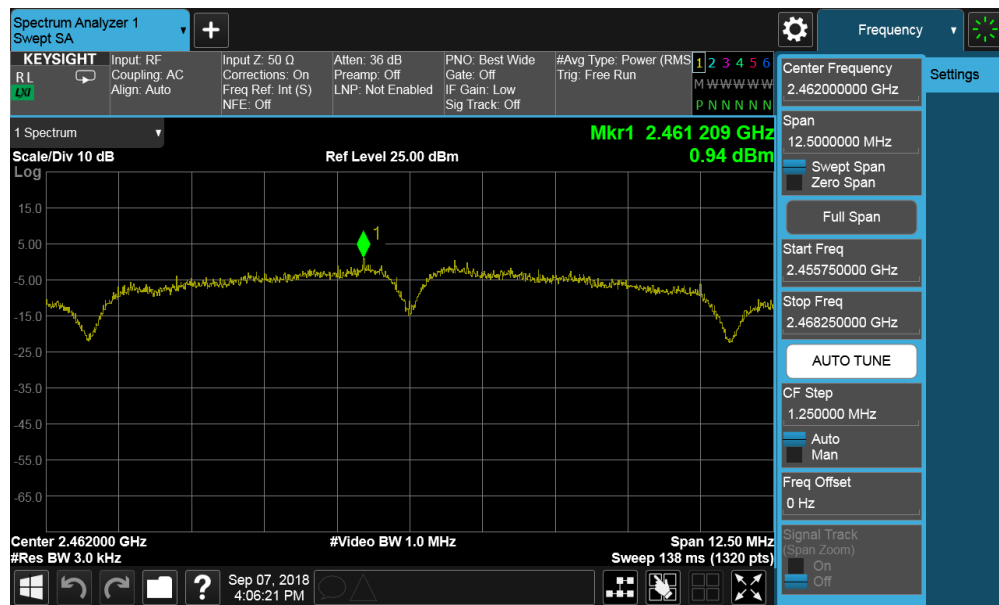 Spectrum Analyzer 1
Swept SA
+
Frequency
KEYSIGHT
R L
LXI
Input: RF
Coupling: AC
Align: Auto
Input Z: 50 Ω
Corrections: On
Freq Ref: Int (S)
NFE: Off
Atten: 36 dB
Preamp: Off
LNP: Not Enabled
PNO: Best Wide
Gate: Off
IF Gain: Low
Sig Track: Off
#Avg Type: Power (RMS
Trig: Free Run
1 2 3 4 5 6
M W W W W W
P N N N N N
1 Spectrum
Scale/Div 10 dB
Log
Ref Level 25.00 dBm
Mkr1 2.461 209 GHz
0.94 dBm
15.0
5.00
-5.00
-15.0
-25.0
-35.0
-45.0
-55.0
-65.0
1
Center 2.462000 GHz
#Res BW 3.0 kHz
#Video BW 1.0 MHz
Span 12.50 MHz
Sweep 138 ms (1320 pts)
?
Sep 07, 2018
4:06:21 PM
Center Frequency
2.462000000 GHz
Span
12.5000000 MHz
Swept Span
Zero Span
Full Span
Start Freq
2.455750000 GHz
Stop Freq
2.468250000 GHz
AUTO TUNE
CF Step
1.250000 MHz
Auto
Man
Freq Offset
0 Hz
Signal Track
(Span Zoom)
On
Off
Settings